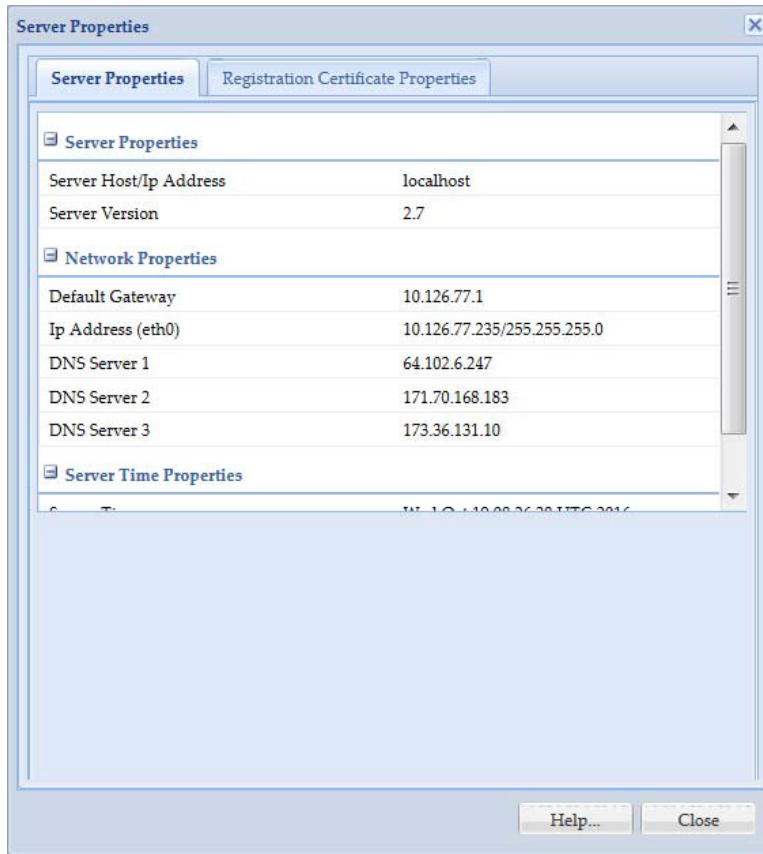 Server Properties
Server Properties Registration Certificate Properties
Server Properties
Server Host/Ip Address localhost
Server Version 2.7
Network Properties
Default Gateway 10.126.77.1
Ip Address (eth0) 10.126.77.235/255.255.255.0
DNS Server 1 64.102.6.247
DNS Server 2 171.70.168.183
DNS Server 3 173.36.131.10
Server Time Properties
Help... Close